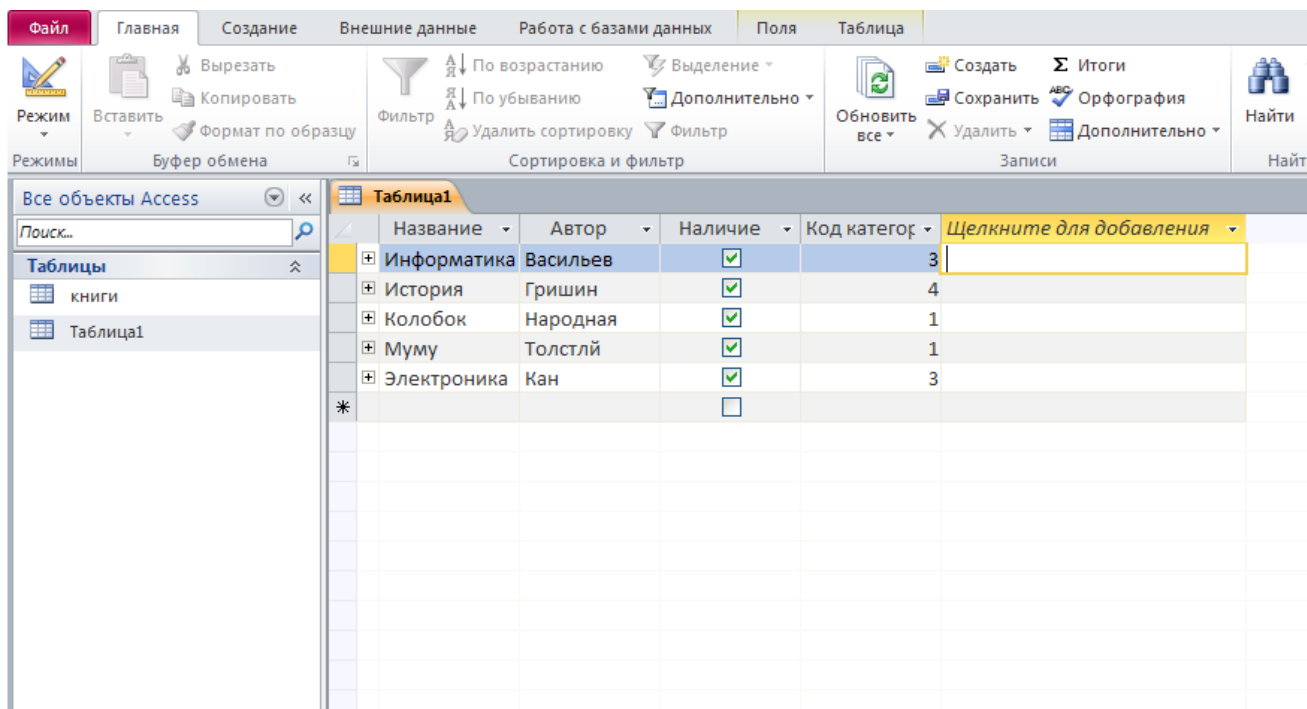 Файл Главная Создание Внешние данные Работа с базами данных Поля Таблица
Вырезать А Я По возрастанию Выделение Создать Σ Итоги
Вставить Копировать Я А По убыванию Дополнительно Сохранить ABC Орфография
Режим Формат по образцу Фильтр А Я Удалить сортировку Фильтр Обновить все Удалить Дополнительно Найти
Режимы Буфер обмена Сортировка и фильтр Записи Найт
Все объекты Access « Таблица1
Поиск... Название Автор Наличие Код категор Щелкните для добавления
Таблицы Информатика Васильев 3
книги История Гришин 4
Колобок Народная 1
Таблица1 Муму Толстлй 1
Электроника Кан 3